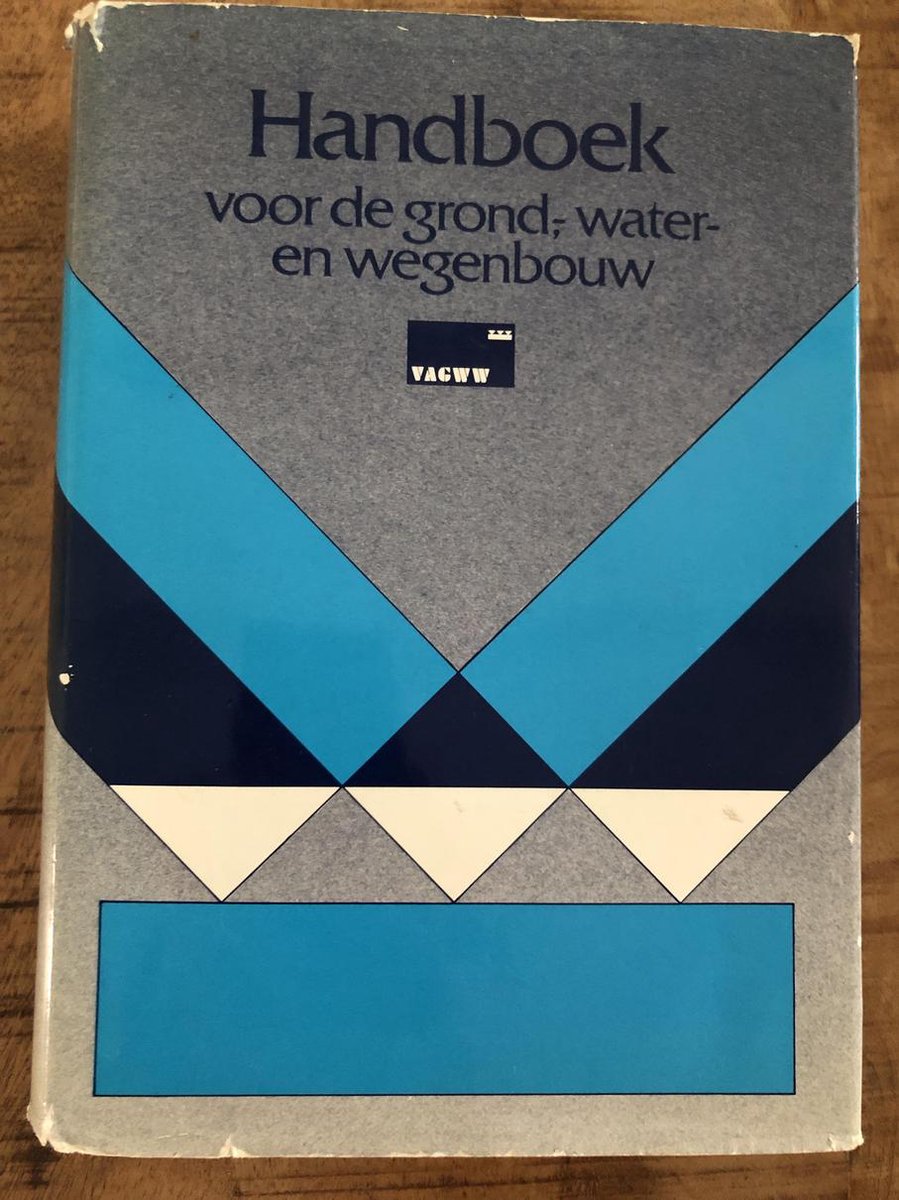 Handboek
voor de grond,- water-
en wegenbouw
VAGWW